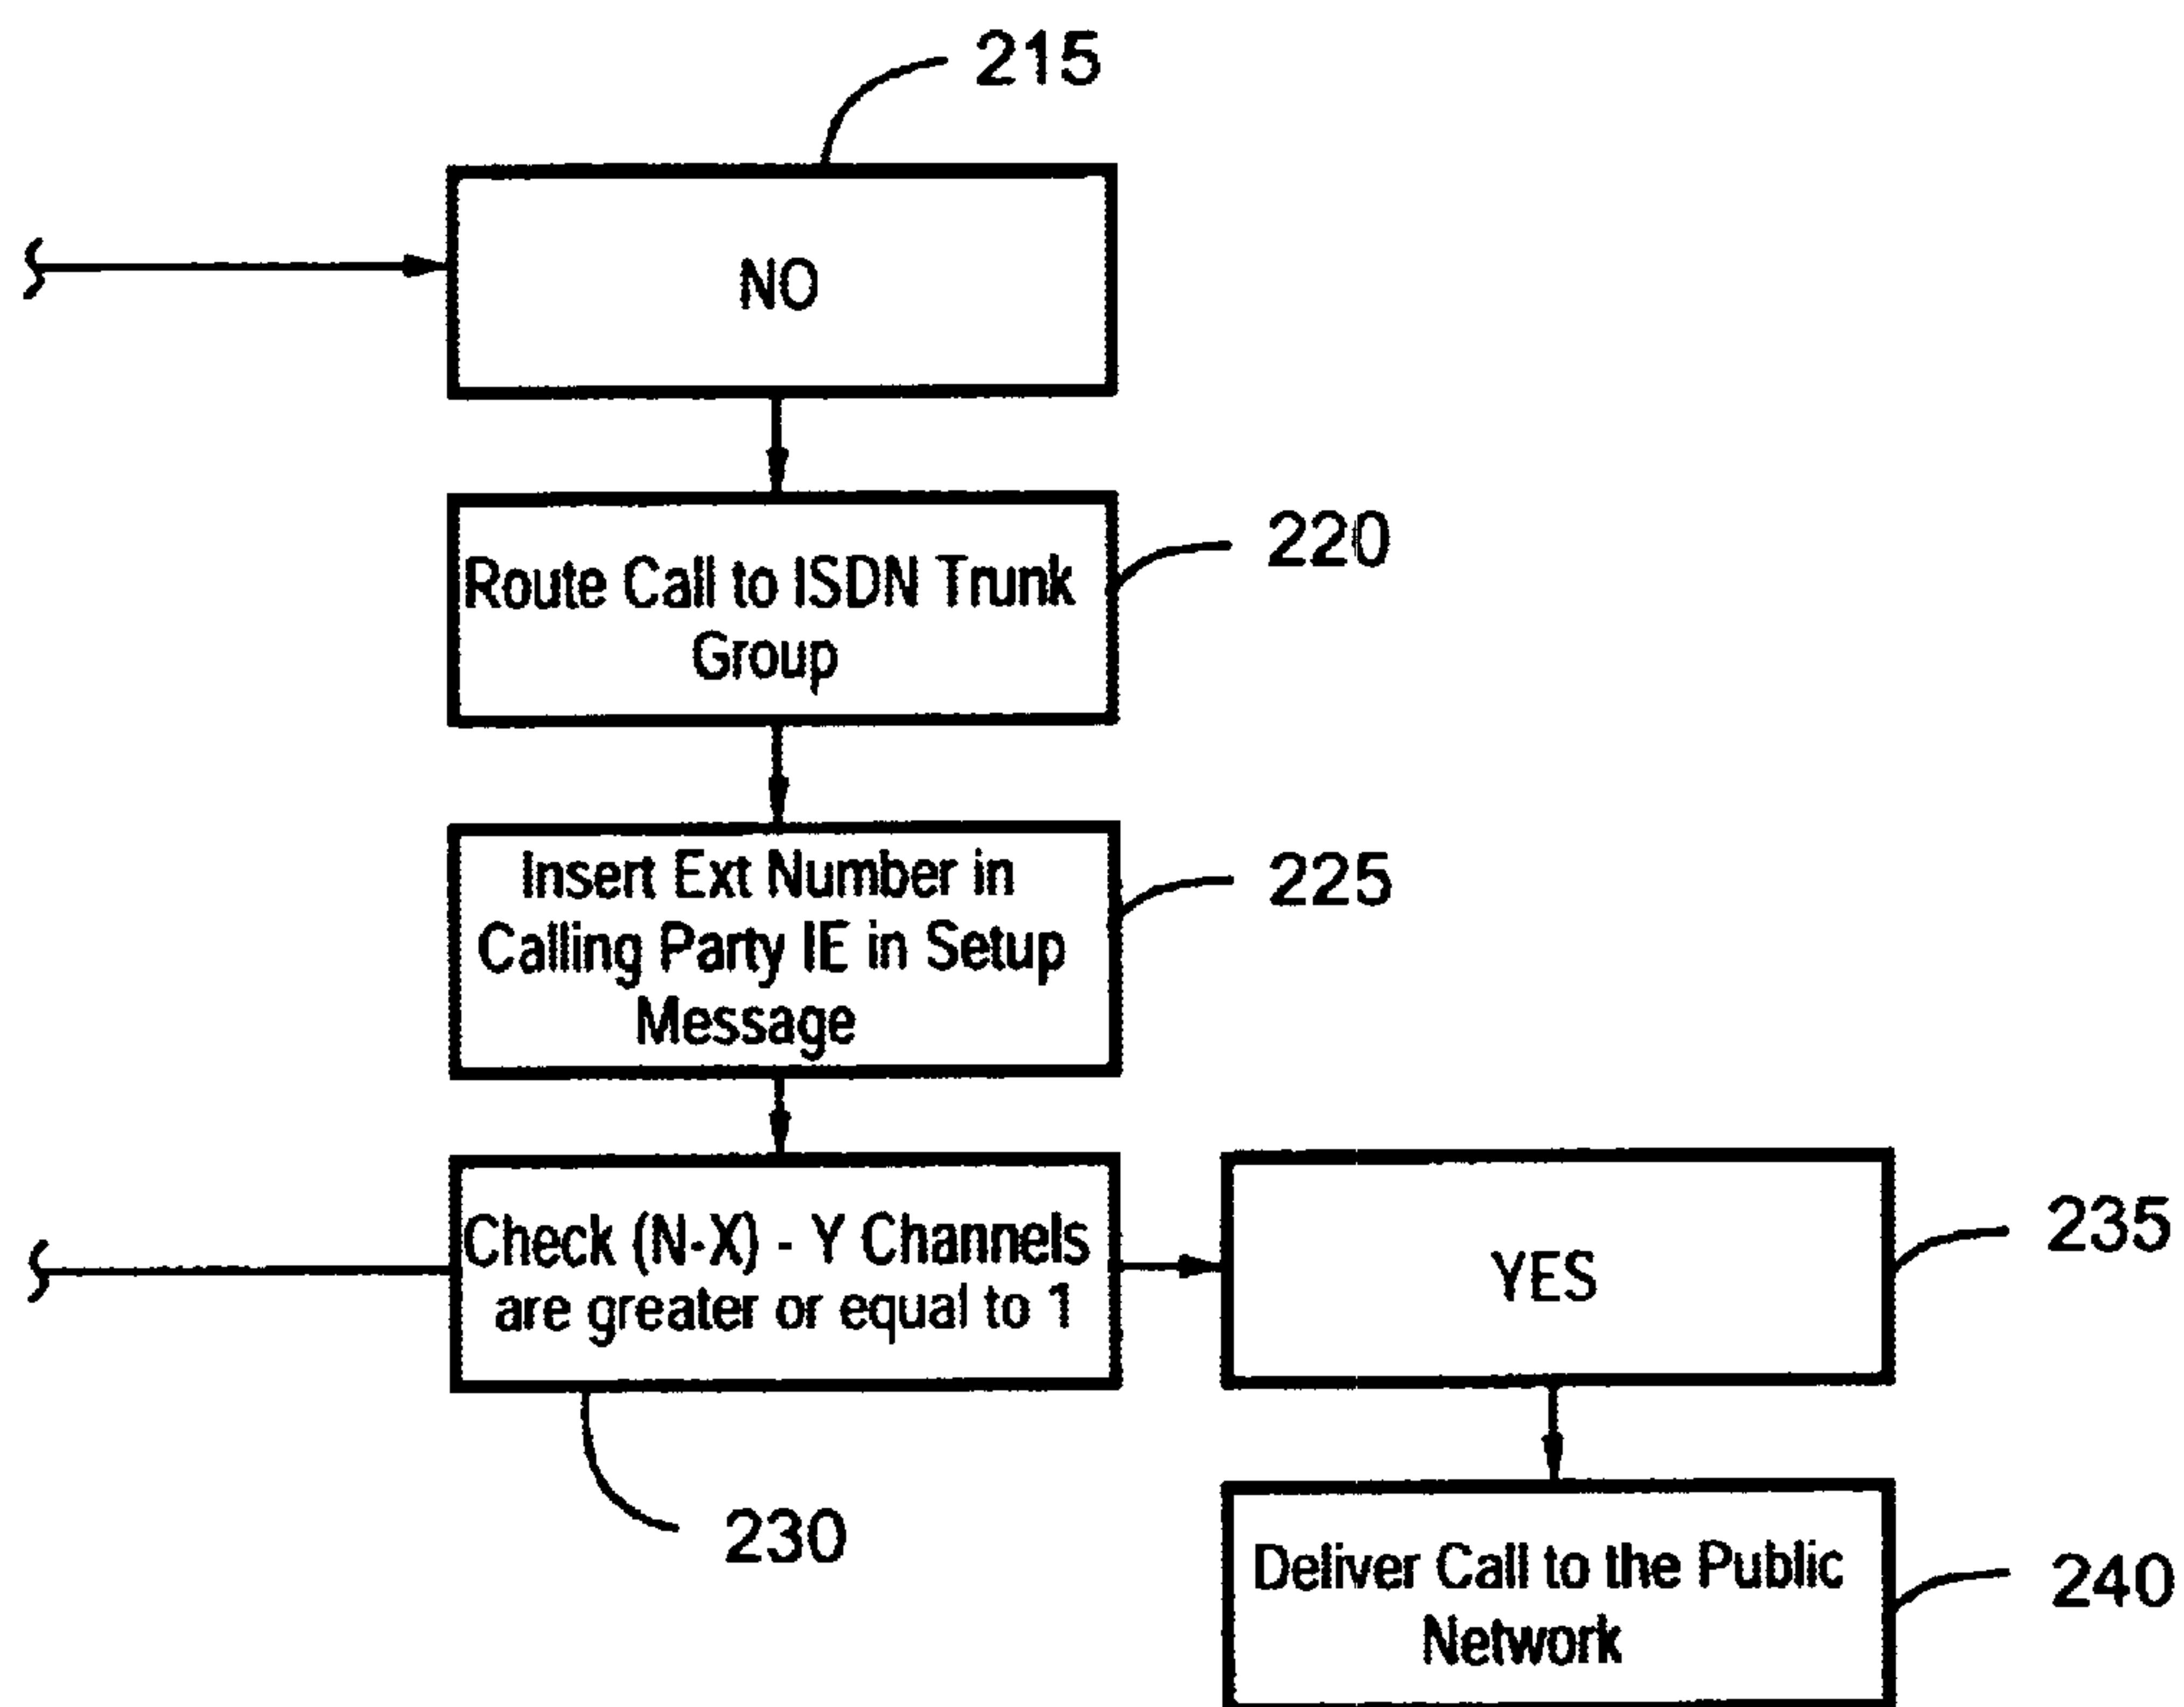 215
NO
Route Call to ISDN Trunk
Group
220
Insert Ext Number in
Calling Party IE in Setup
Message
225
Check (N-X) - Y Channels
are greater or equal to 1
230
YES
235
Deliver Call to the Public
Network
240